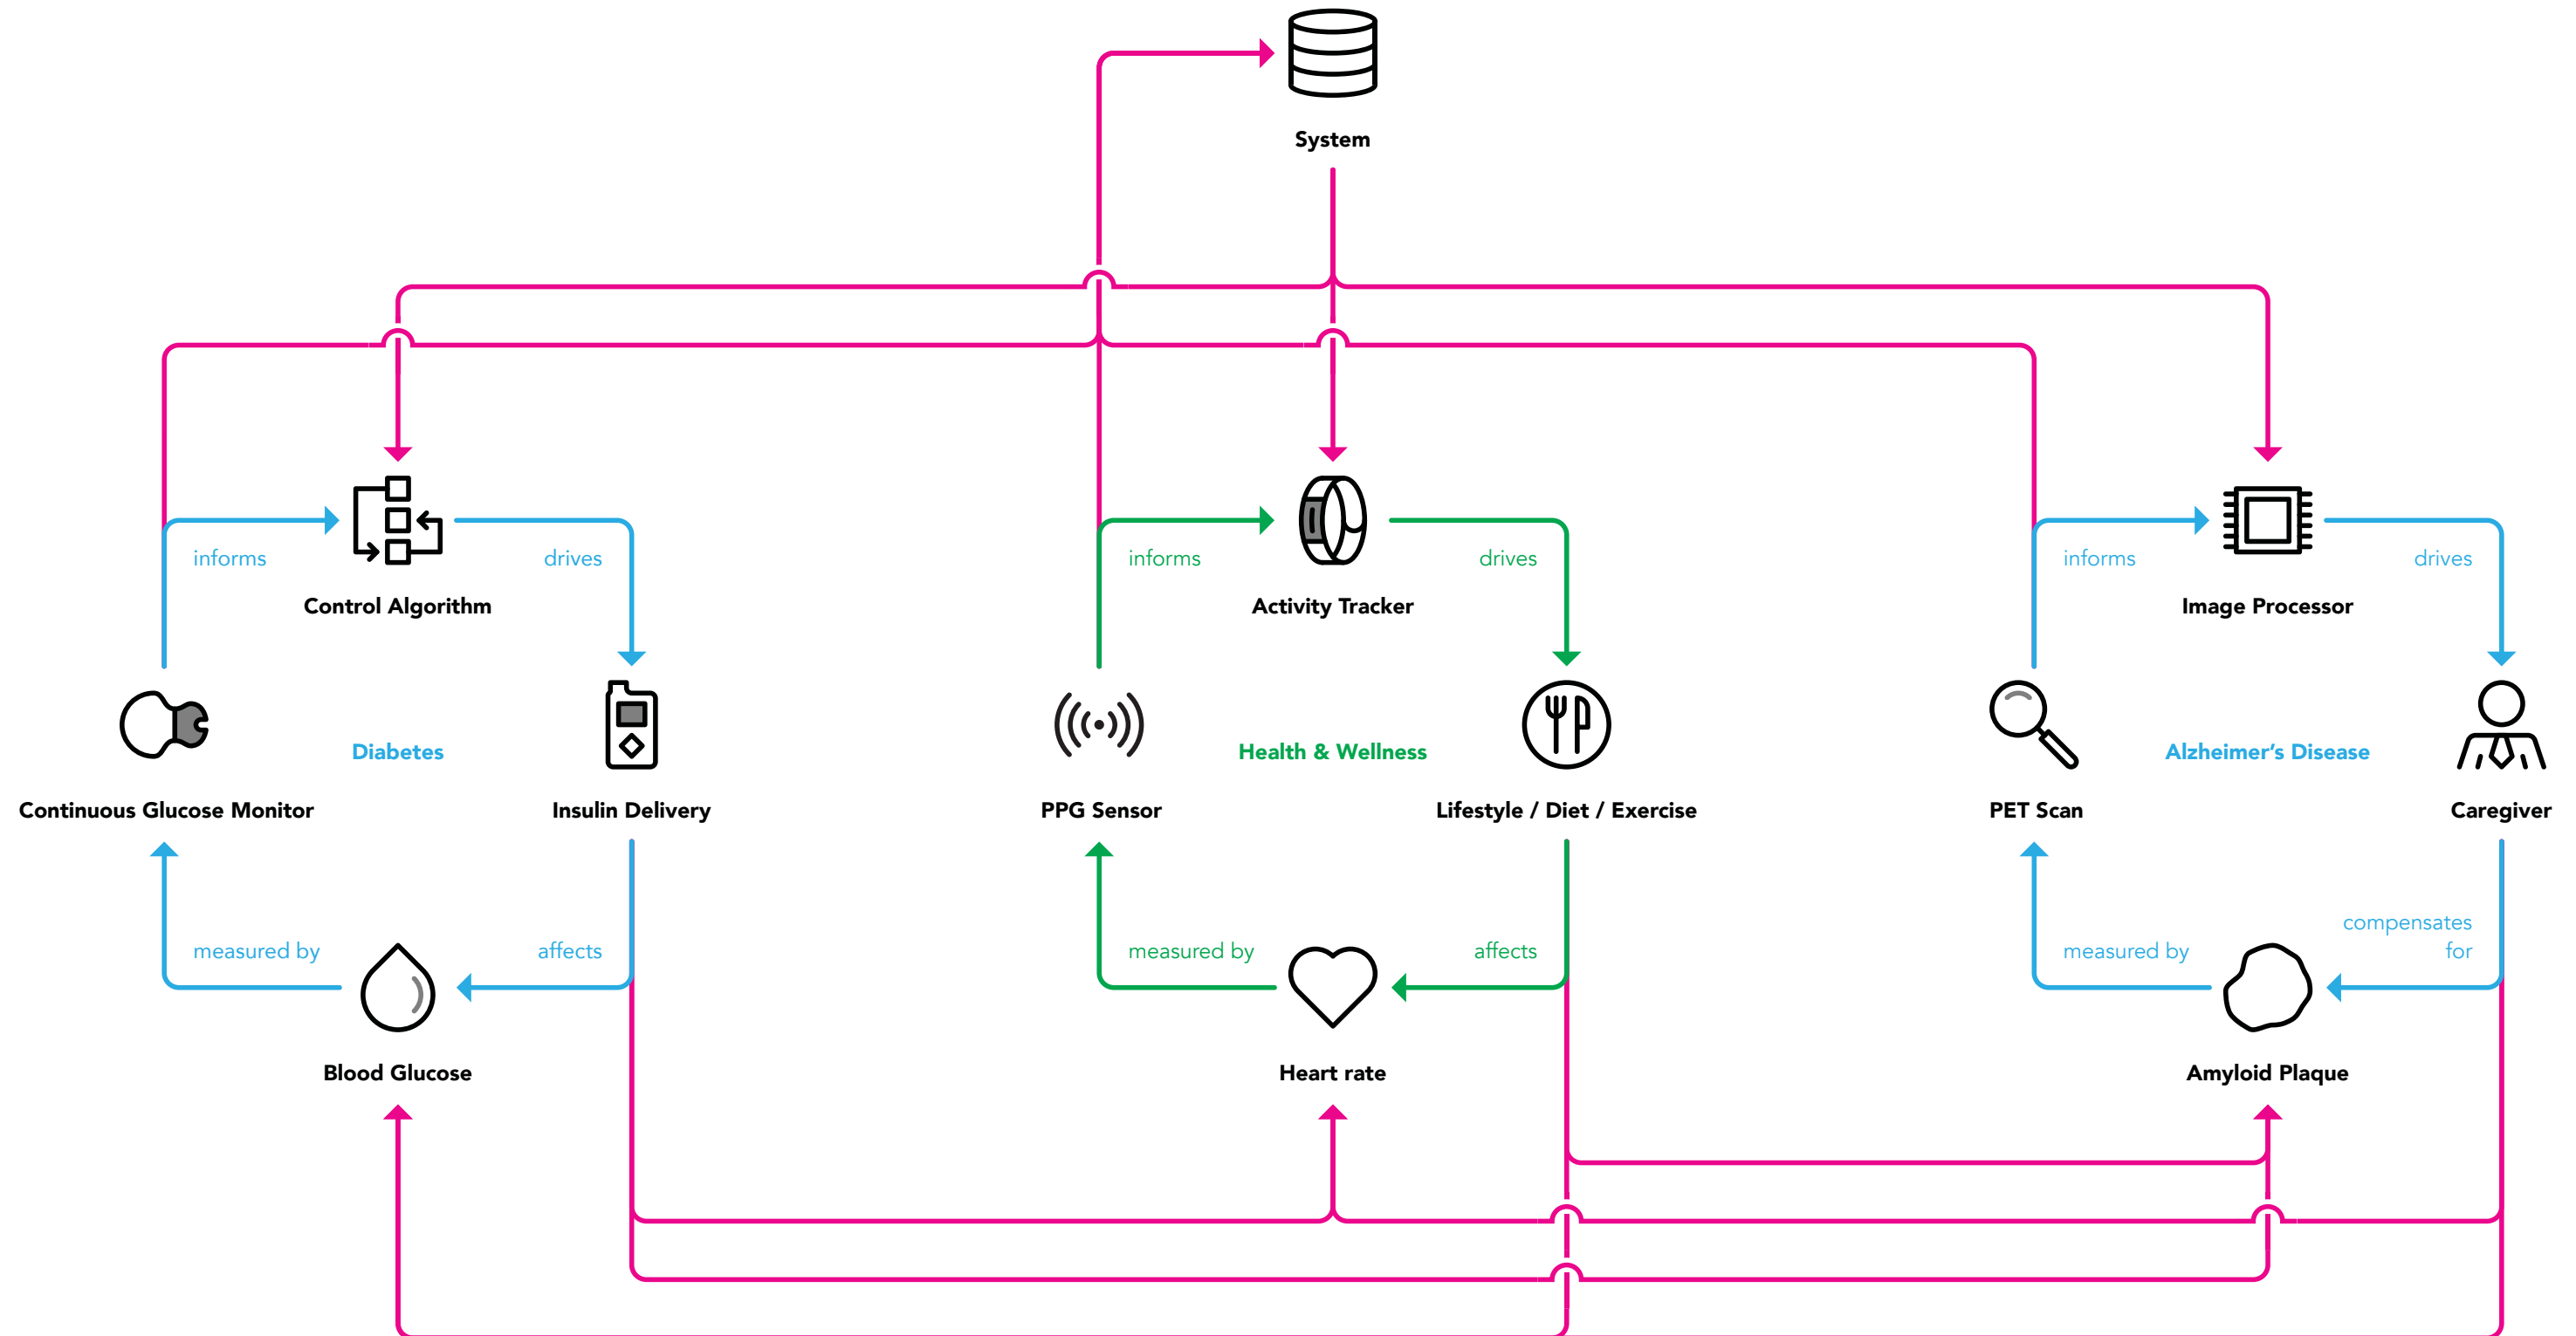 System
informs
drives
informs
drives
informs
drives
Control Algorithm
Activity Tracker
Image Processor
Diabetes
Health & Wellness
Alzheimer’s Disease
Continuous Glucose Monitor
Insulin Delivery
PPG Sensor
Lifestyle / Diet / Exercise
PET Scan
Caregiver
measured by
affects
measured by
affects
measured by
compensates
for
Blood Glucose
Heart rate
Amyloid Plaque